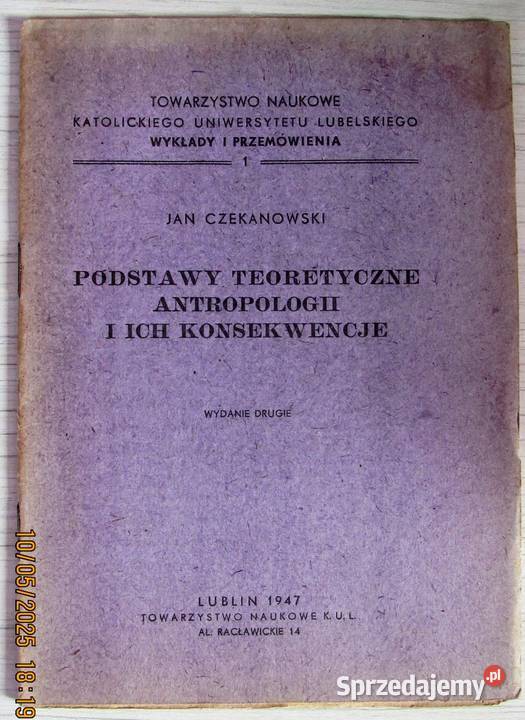 TOWARZYSTWO NAUKOWE
KATOLICKIEGO UNIWERSYTETU LUBELSKIEGO
WYKŁADY I PRZEMÓWIENIA
1
JAN CZEKANOWSKI
PODSTAWY TEORETYCZNE
ANTROPOLOGII
I ICH KONSEKWENCJE
WYDANIE DRUGIE
LUBLIN 1947
TOWARZYSTWO NAUKOWE K. U. L.
AL. RACŁAWICKIE 14
10/05/2025 18:19
Sprzedajemy.pl